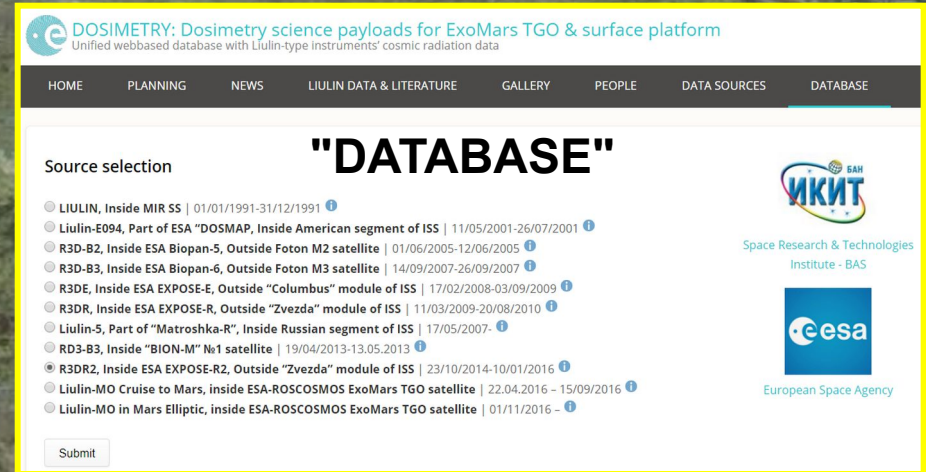 DOSIMETRY: Dosimetry science payloads for ExoMars TGO & surface platform
Unified webbased database with Liulin-type instruments' cosmic radiation data
HOME PLANNING NEWS LIULIN DATA & LITERATURE GALLERY PEOPLE DATA SOURCES DATABASE
"DATABASE"
Source selection
LIULIN, Inside MIR SS | 01/01/1991-31/12/1991
Liulin-E094, Part of ESA “DOSMAP, Inside American segment of ISS | 11/05/2001-26/07/2001
R3D-B2, Inside ESA Biopan-5, Outside Foton M2 satellite | 01/06/2005-12/06/2005
R3D-B3, Inside ESA Biopan-6, Outside Foton M3 satellite | 14/09/2007-26/09/2007
R3DE, Inside ESA EXPOSE-E, Outside “Columbus” module of ISS | 17/02/2008-03/09/2009
R3DR, Inside ESA EXPOSE-R, Outside “Zvezda” module of ISS | 11/03/2009-20/08/2010
Liulin-5, Part of “Matroshka-R”, Inside Russian segment of ISS | 17/05/2007-
RD3-B3, Inside “BION-M” №1 satellite | 19/04/2013-13.05.2013
R3DR2, Inside ESA EXPOSE-R2, Outside “Zvezda” module of ISS | 23/10/2014-10/01/2016
Liulin-MO Cruise to Mars, inside ESA-ROSCOSMOS ExoMars TGO satellite | 22.04.2016 – 15/09/2016
Liulin-MO in Mars Elliptic, inside ESA-ROSCOSMOS ExoMars TGO satellite | 01/11/2016 –
Submit
БАН
ИКИТ
Space Research & Technologies
Institute - BAS
esa
European Space Agency